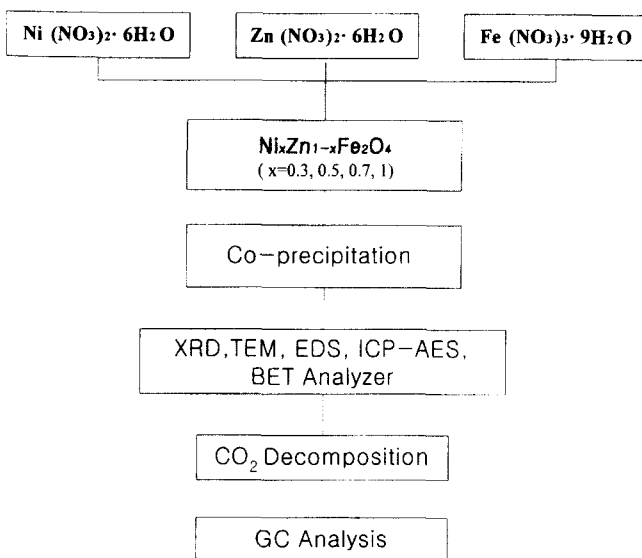 Ni (NO₃)₂· 6H₂O
Zn (NO₃)₂· 6H₂O
Fe (NO₃)₃· 9H₂O
NiₓZn₁₋ₓFe₂O₄
( x=0.3, 0.5, 0.7, 1)
Co-precipitation
XRD,TEM, EDS, ICP-AES,
BET Analyzer
CO₂ Decomposition
GC Analysis